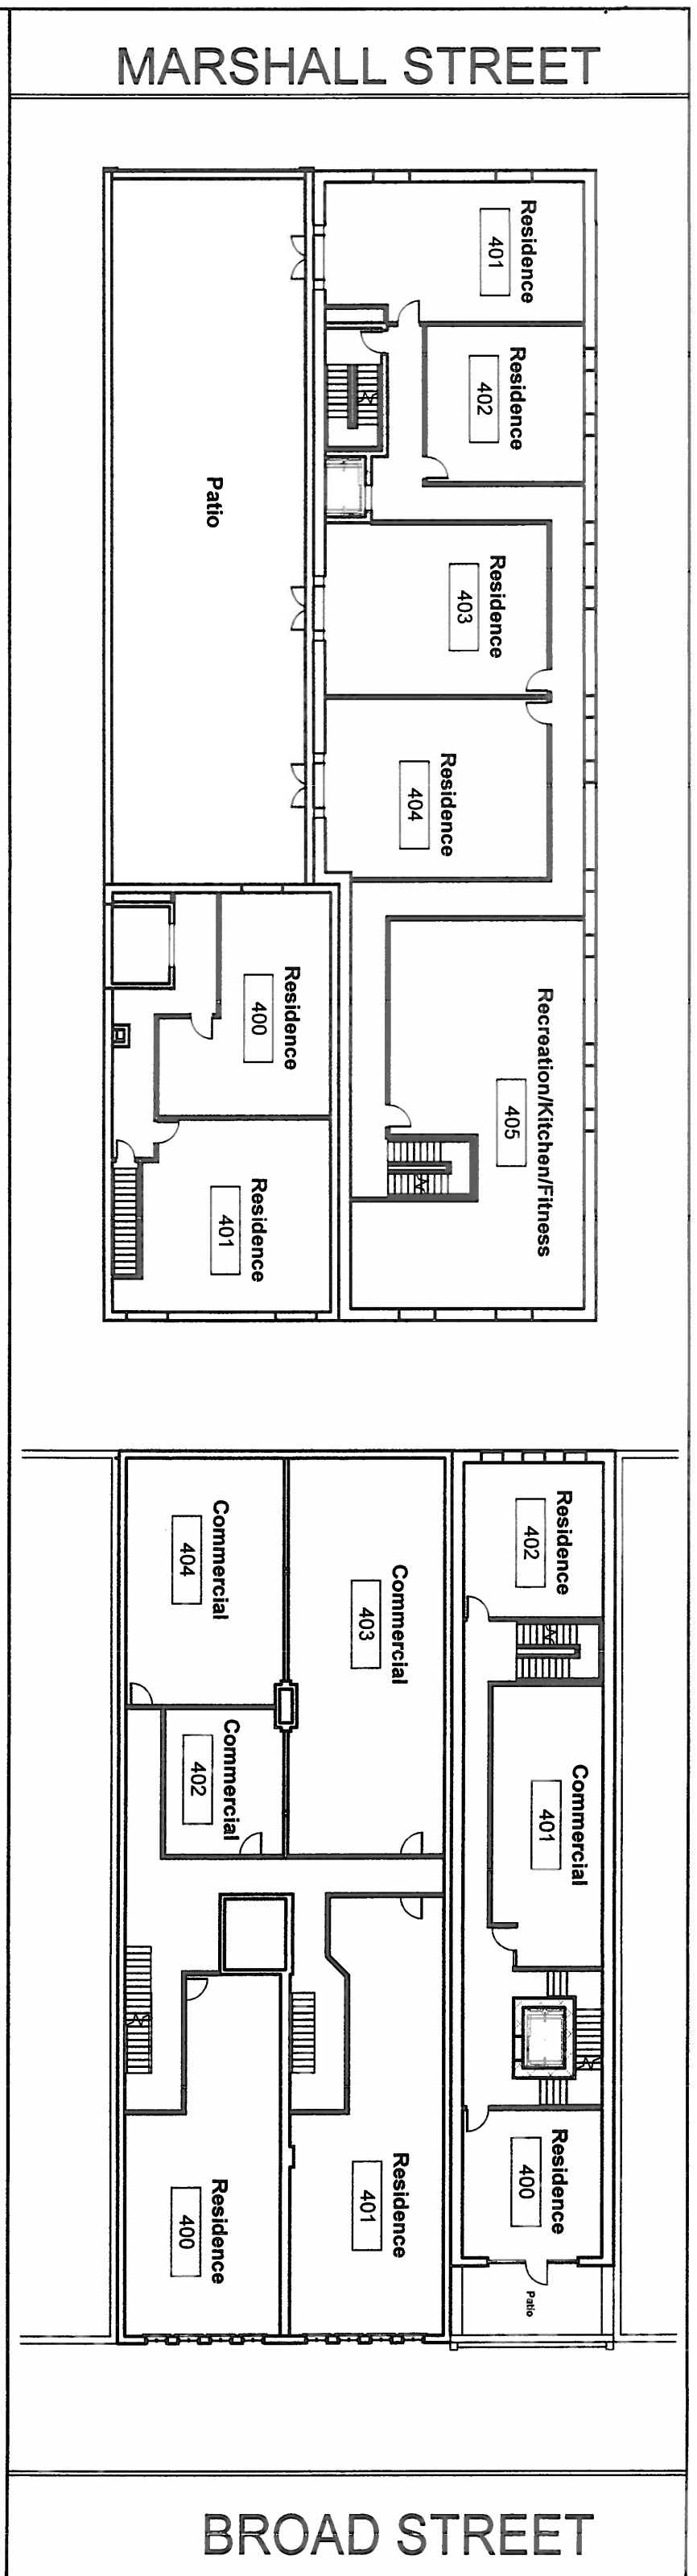 MARSHALL STREET
Residence
401
Residence
402
Patio
Residence
403
Residence
404
Residence
400
Recreation/Kitchen/Fitness
405
Residence
401
Residence
402
Commercial
404
Commercial
403
Commercial
402
Commercial
401
Residence
400
Patio
Residence
401
Residence
400
BROAD STREET